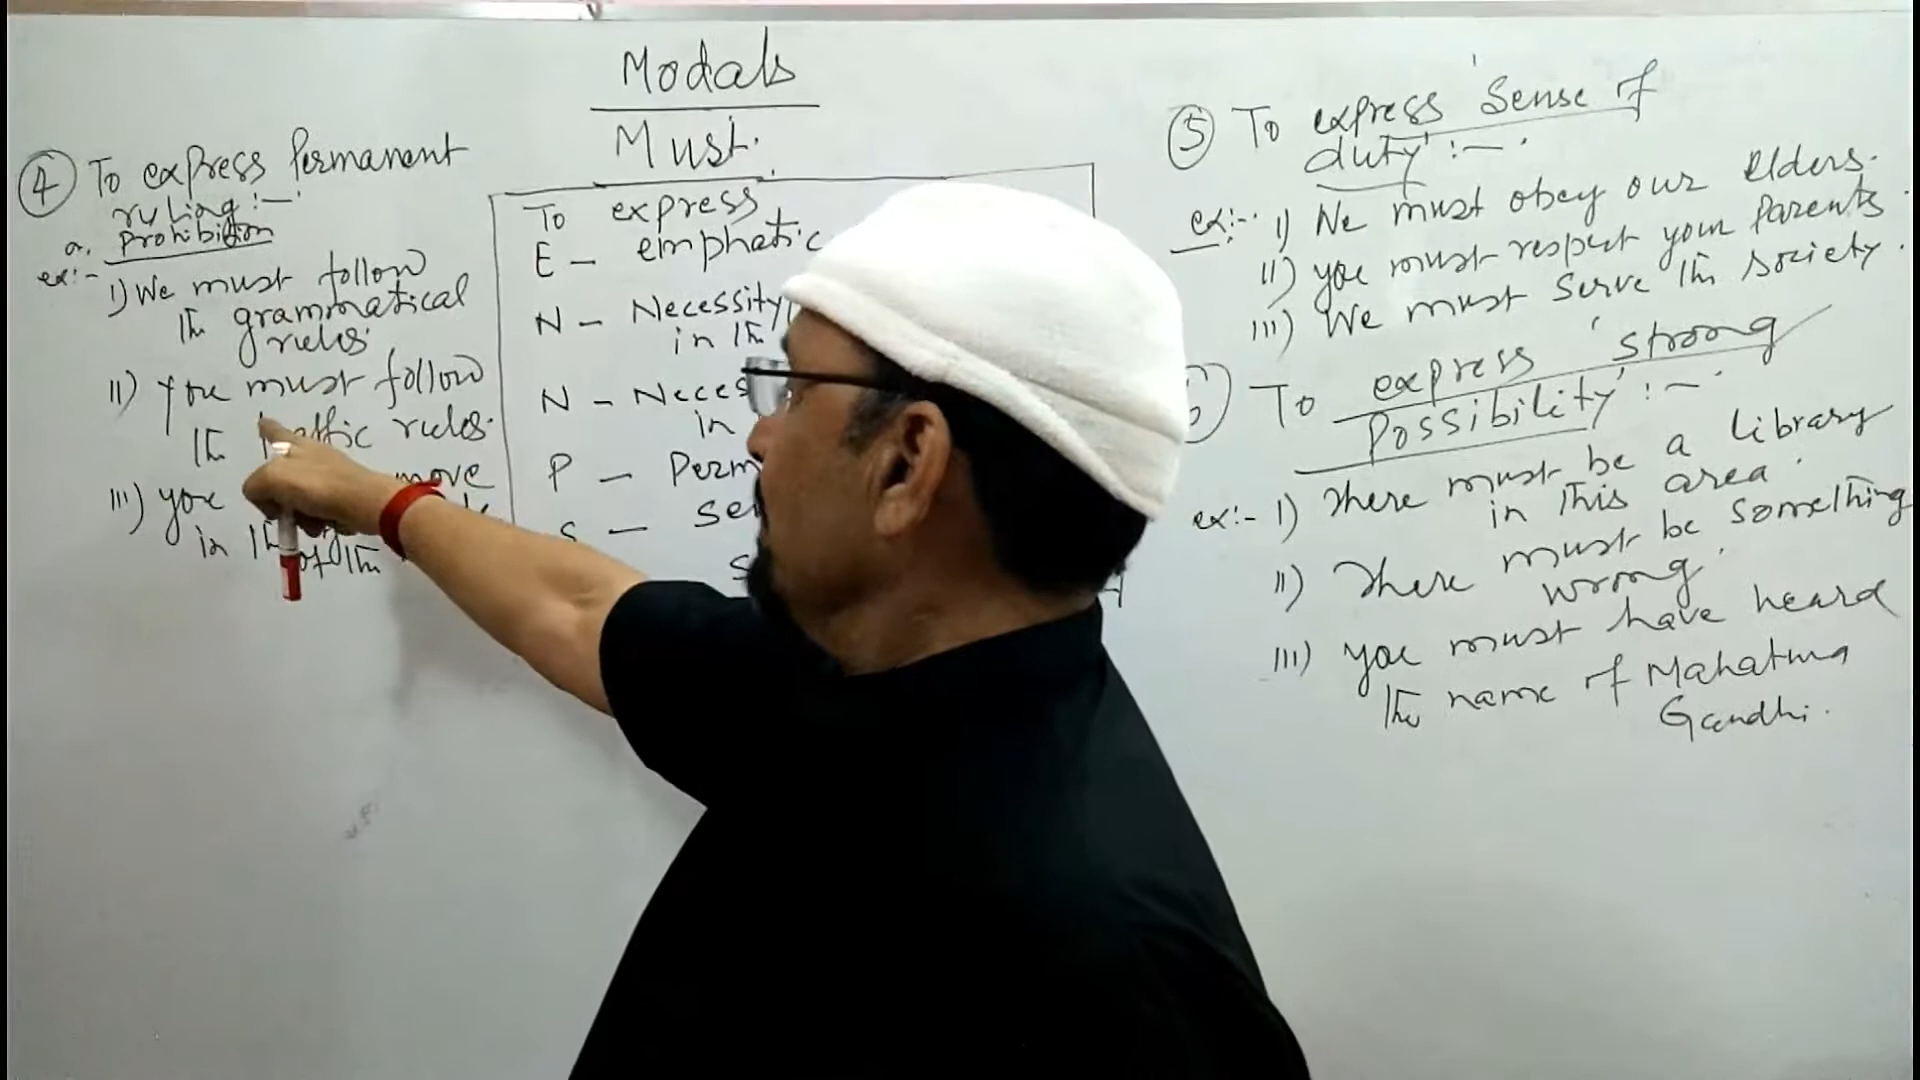 Modals
Must.
④ To express Permanent
ruling :—
a. Prohibition
ex:- 1) We must follow
the grammatical
rules.
11) you must follow
the traffic rules.
111) you move
in the
of the
To express
E — emphatic
N — Necessity
in the
N —
in
P —
S —
⑤ To express 'Sense of
duty' :—
ex:- 1) We must obey our Elders.
11) you must respect your Parents.
111) We must Serve the society.
To express 'strong
Possibility' :—
ex:- 1) There must be a library
in this area.
11) There must be something
wrong.
111) you must have heard
the name of Mahatma
Gandhi.